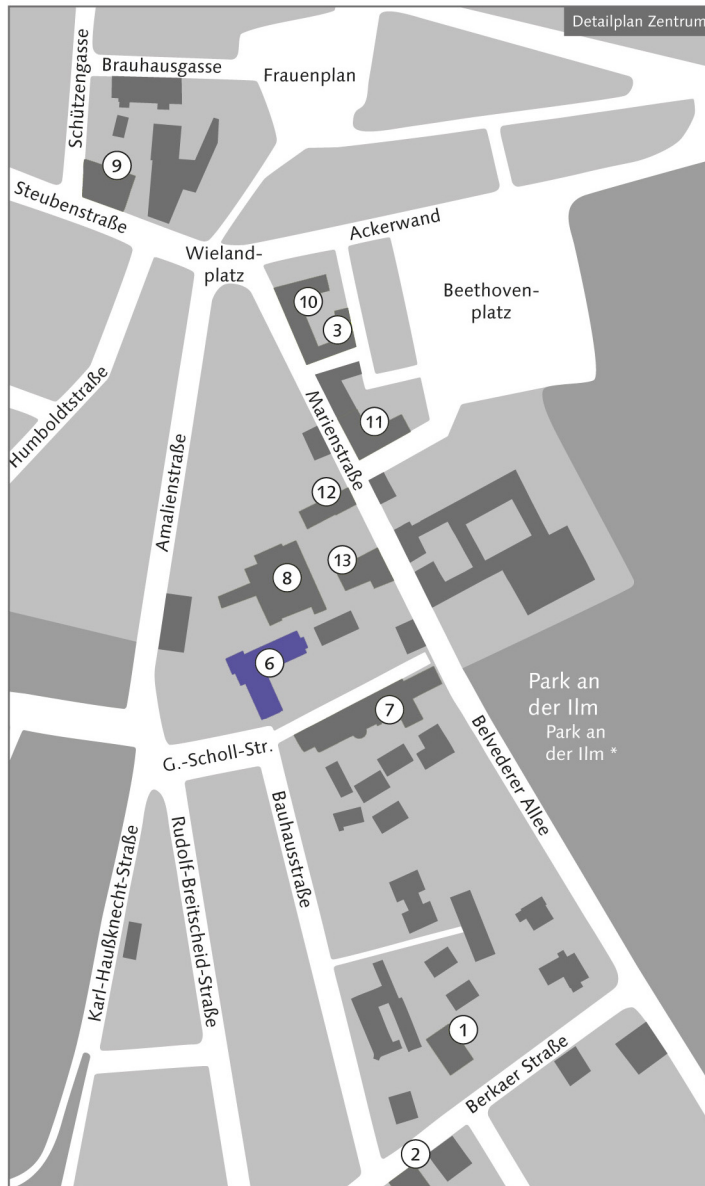 Detailplan Zentrum
Brauhausgasse
Frauenplan
Schützengasse
9
Steubenstraße
Ackerwand
Wieland-
platz
10
3
Beethoven-
platz
Humboldtstraße
Amalienstraße
Marienstraße
11
12
13
8
6
7
Park an
der Ilm
Park an
der Ilm *
G.-Scholl-Str.
Belvederer Allee
Bauhausstraße
Rudolf-Breitscheid-Straße
Karl-Haußknecht-Straße
1
Berkaer Straße
2